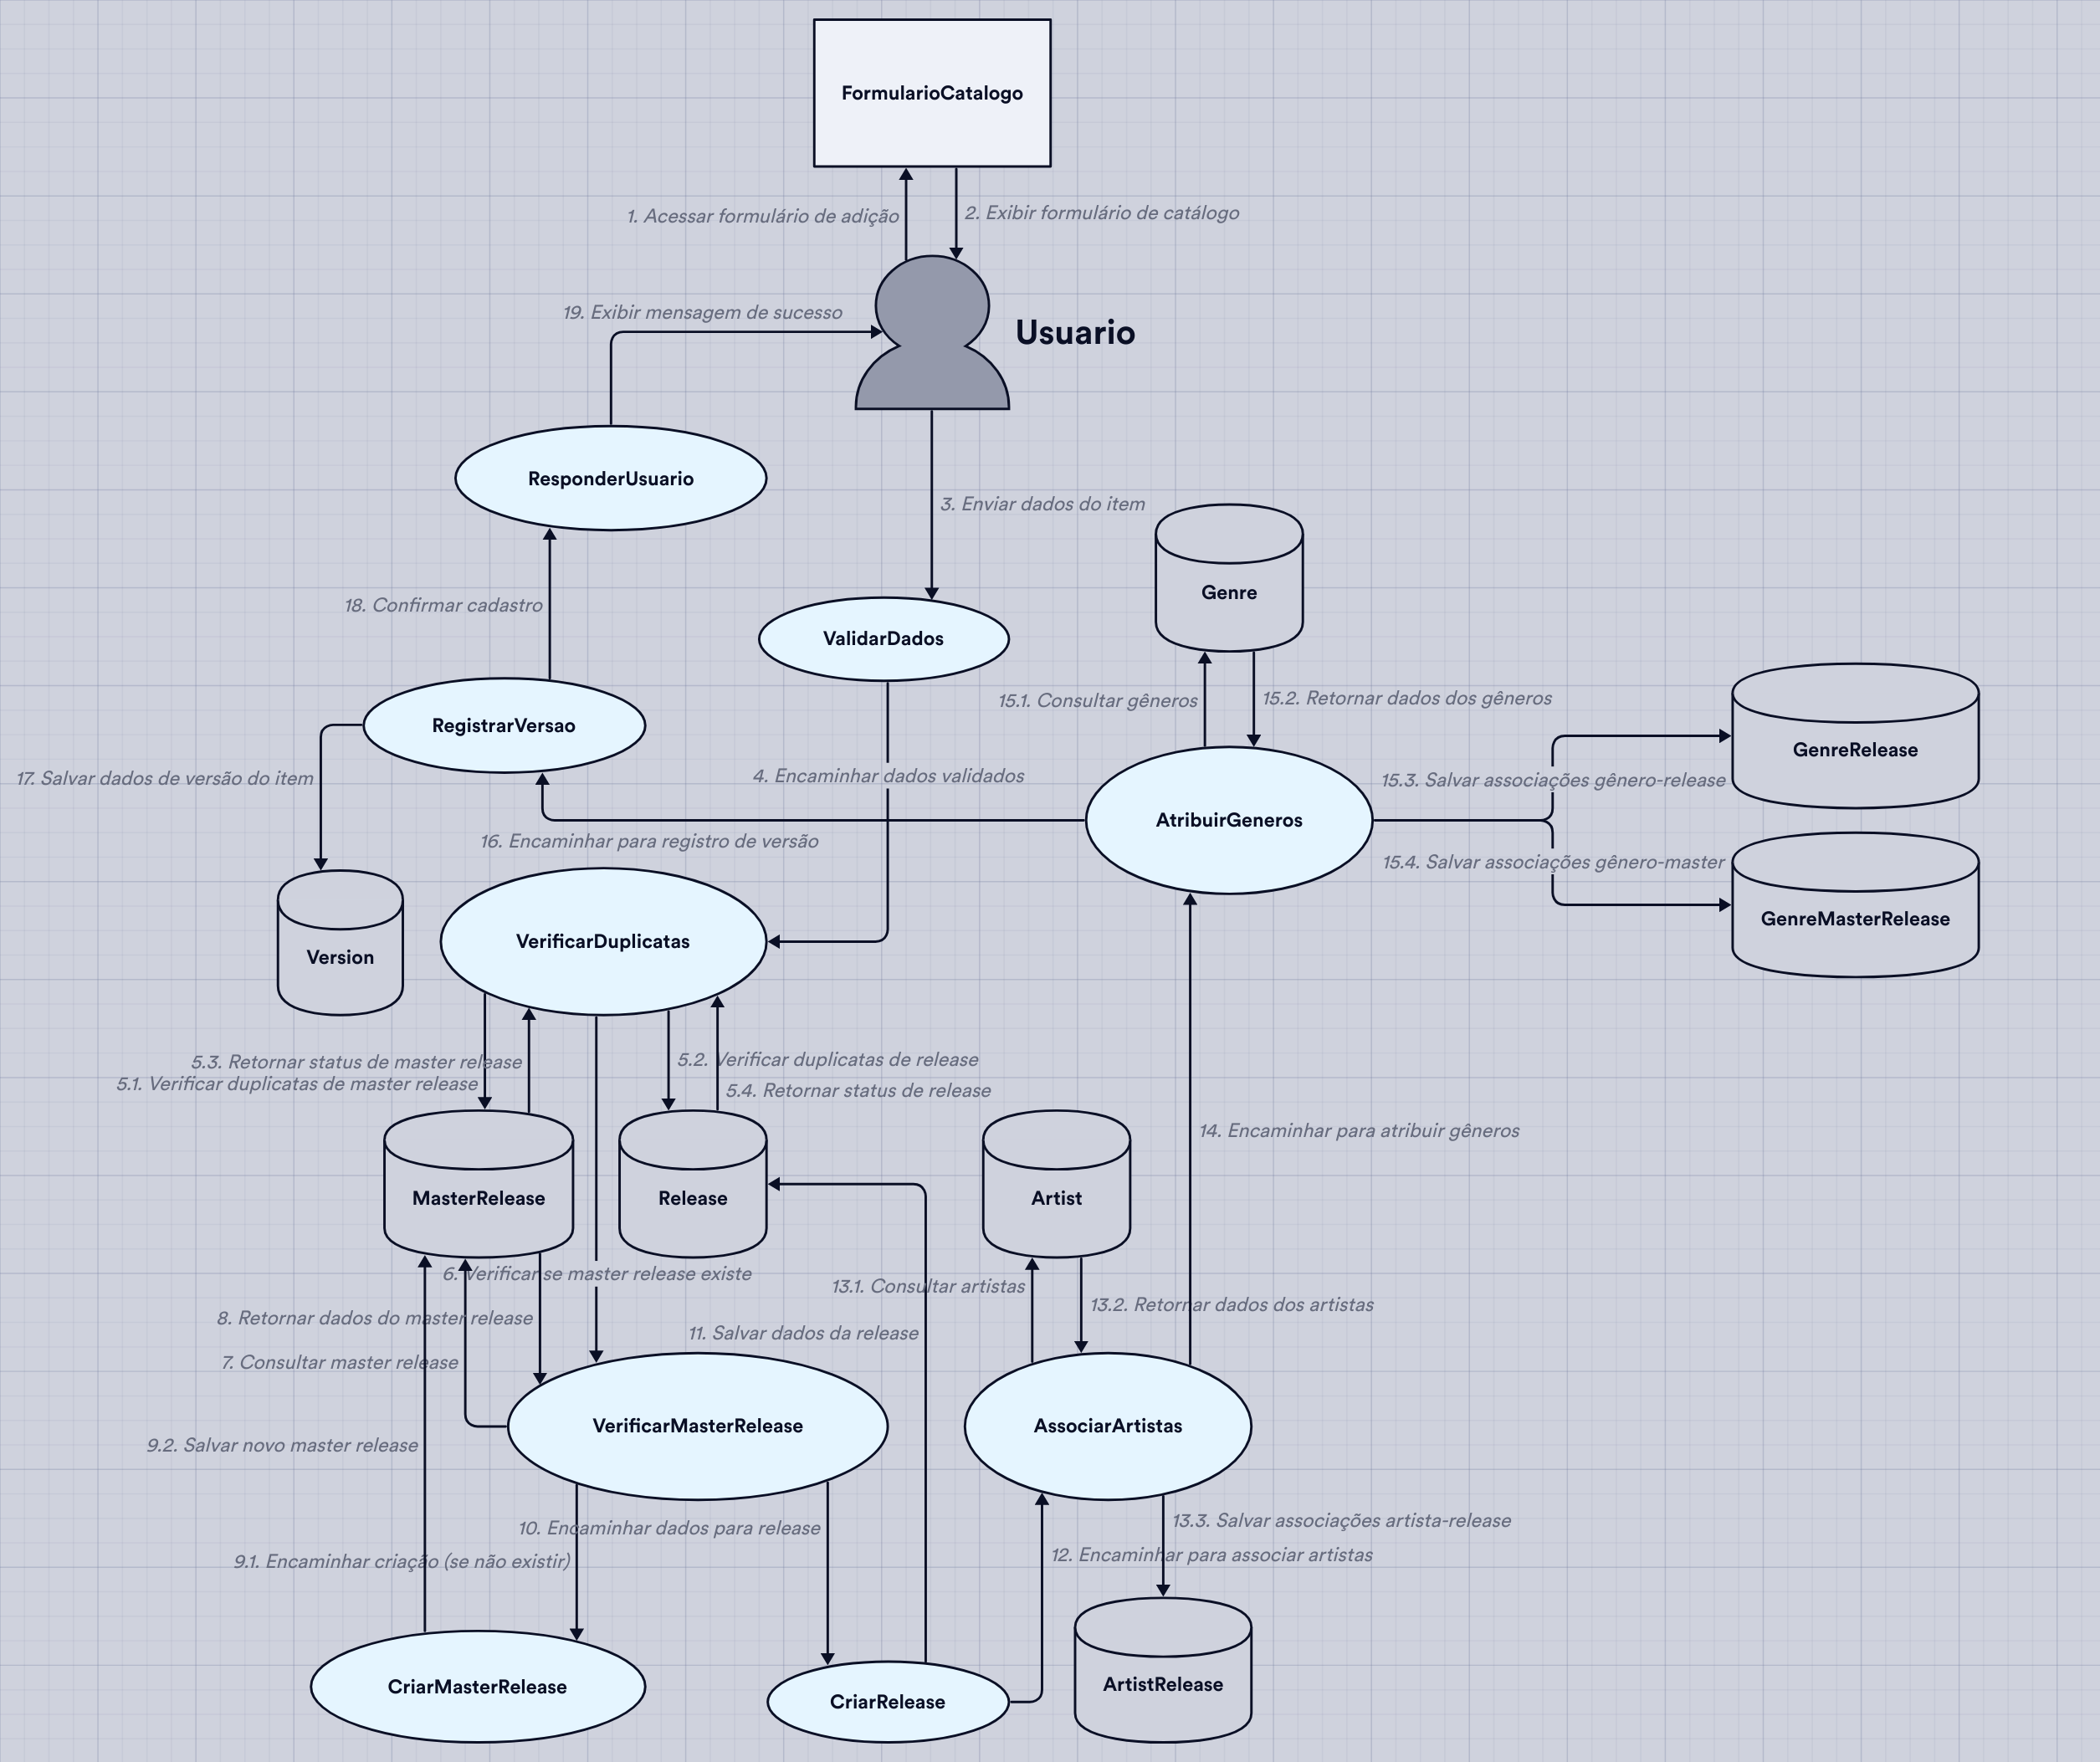 FormularioCatalogo
1. Acessar formulário de adição
2. Exibir formulário de catálogo
19. Exibir mensagem de sucesso
Usuario
ResponderUsuario
3. Enviar dados do item
Genre
18. Confirmar cadastro
ValidarDados
15.1. Consultar gêneros
15.2. Retornar dados dos gêneros
RegistrarVersao
GenreRelease
17. Salvar dados de versão do item
4. Encaminhar dados validados
15.3. Salvar associações gênero-release
AtribuirGeneros
16. Encaminhar para registro de versão
15.4. Salvar associações gênero-master
GenreMasterRelease
VerificarDuplicatas
Version
5.3. Retornar status de master release
5.2. Verificar duplicatas de release
5.1. Verificar duplicatas de master release
5.4. Retornar status de release
14. Encaminhar para atribuir gêneros
MasterRelease
Release
Artist
6. Verificar se master release existe
13.1. Consultar artistas
13.2. Retornar dados dos artistas
8. Retornar dados do master release
11. Salvar dados da release
7. Consultar master release
VerificarMasterRelease
AssociarArtistas
9.2. Salvar novo master release
10. Encaminhar dados para release
13.3. Salvar associações artista-release
9.1. Encaminhar criação (se não existir)
12. Encaminhar para associar artistas
CriarMasterRelease
CriarRelease
ArtistRelease